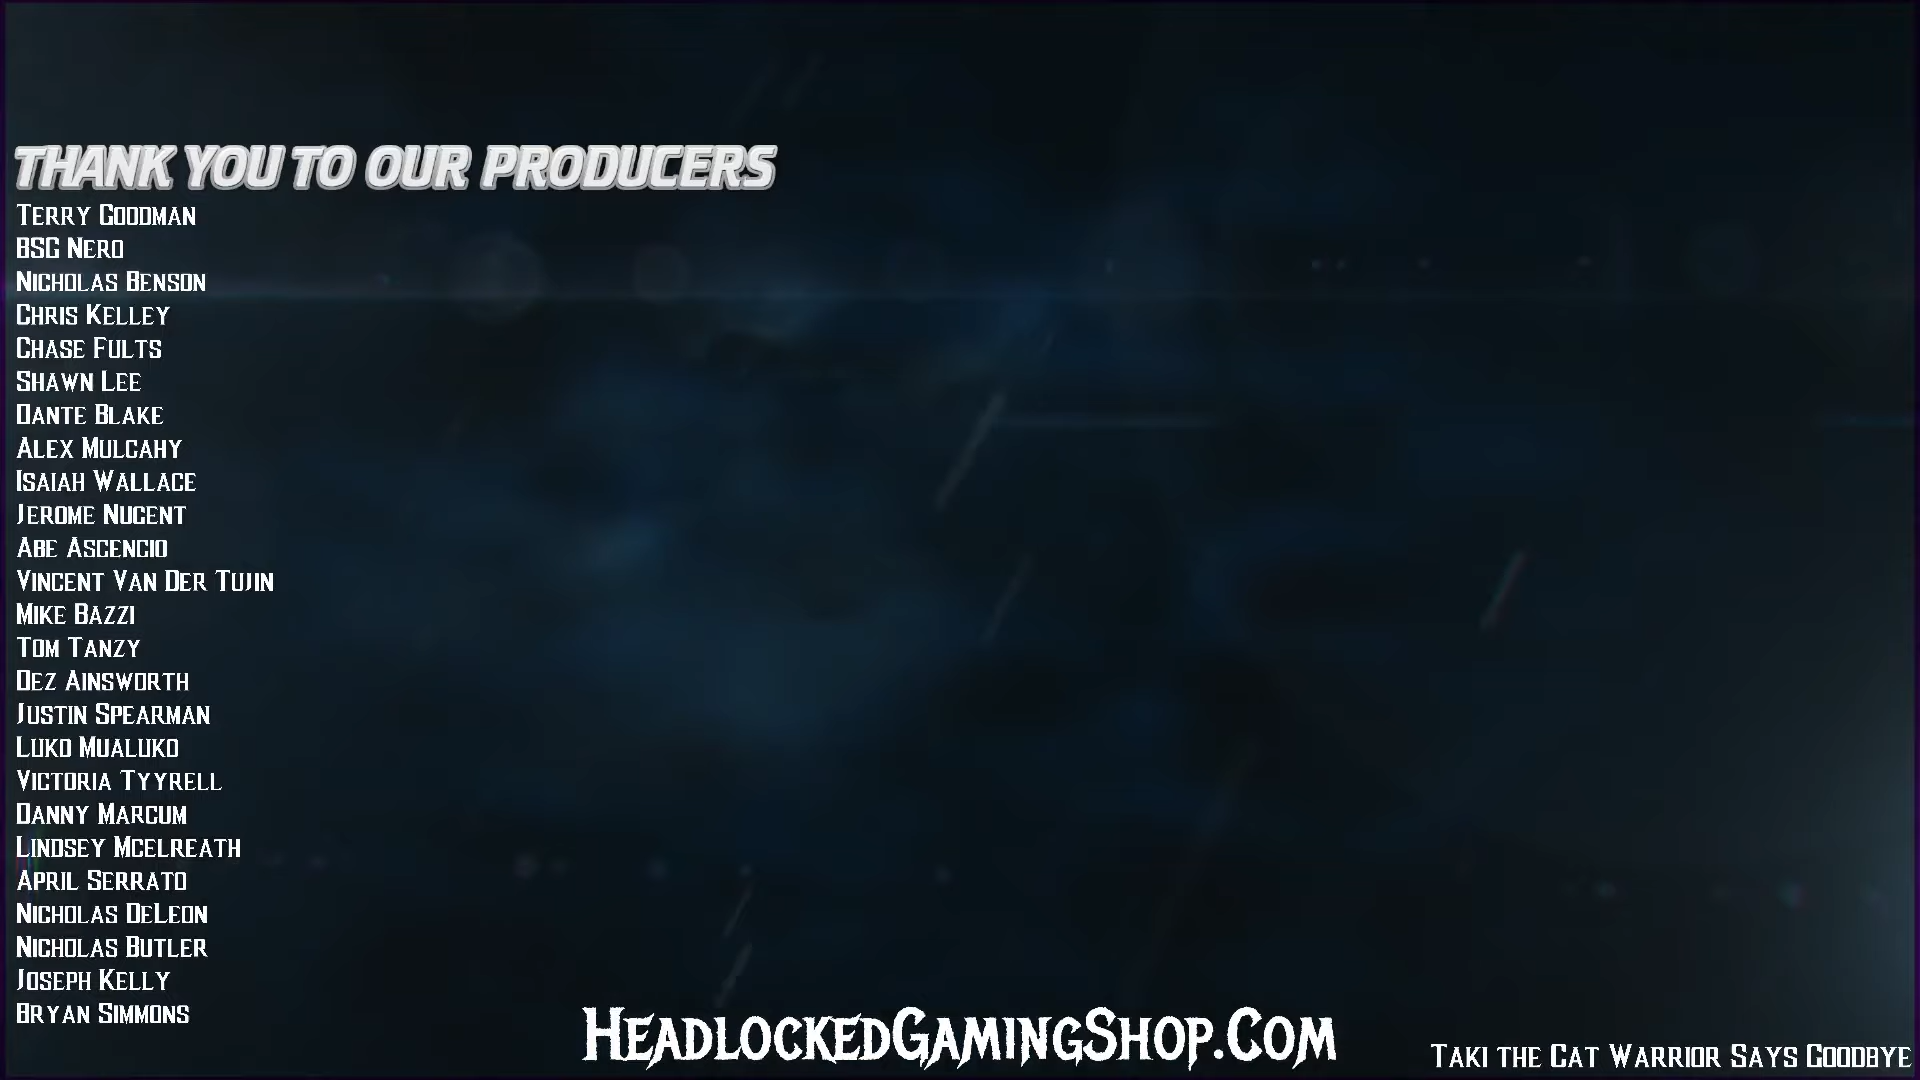 THANK YOU TO OUR PRODUCERS
Terry Goodman
BSG Nero
Nicholas Benson
Chris Kelley
Chase Fults
Shawn Lee
Dante Blake
Alex Mulcahy
Isaiah Wallace
Jerome Nugent
Abe Ascencio
Vincent Van Der Tujin
Mike Bazzi
Tom Tanzy
Dez Ainsworth
Justin Spearman
Luko Mualuko
Victoria Tyyrell
Danny Marcum
Lindsey Mcelreath
April Serrato
Nicholas DeLeon
Nicholas Butler
Joseph Kelly
Bryan Simmons
HeadlockedGamingShop.Com
Taki the Cat Warrior Says Goodbye